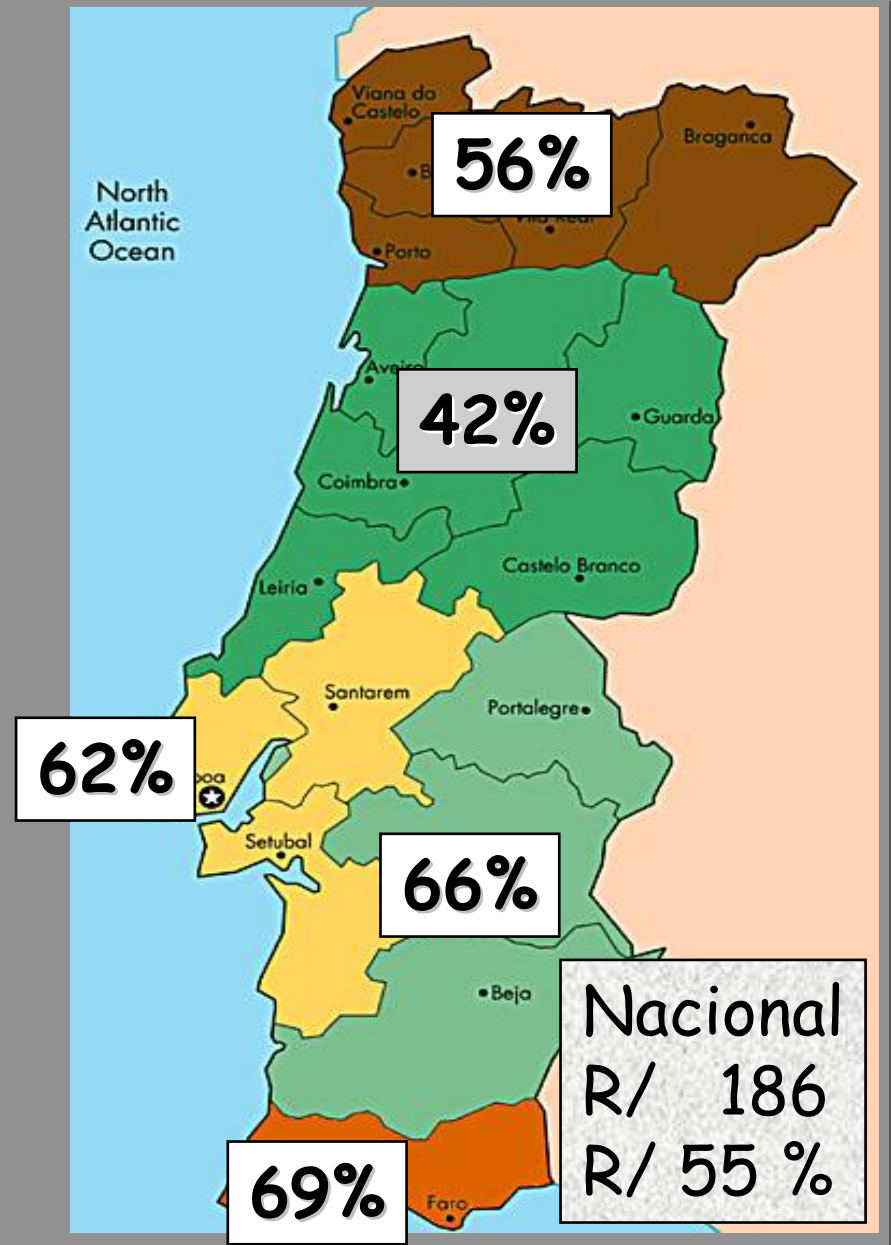 Viana do
Castelo
Braganca
56%
North
Atlantic
Ocean
Porto
Aveiro
42%
Guarda
Coimbra
Castelo Branco
Leiria
Santarem
Portalegre
62%
Setubal
66%
Beja
Nacional
R/ 186
R/ 55 %
69%
Faro